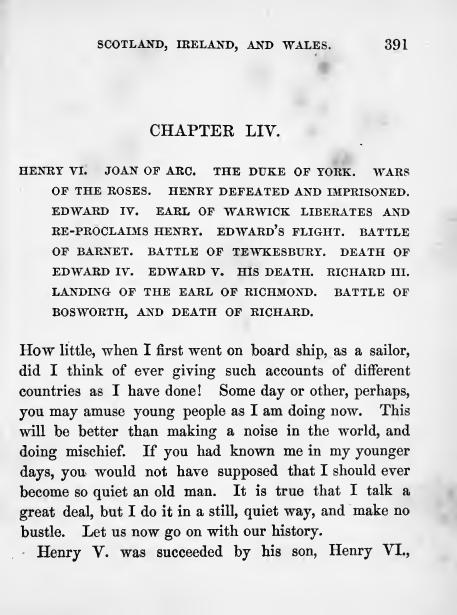 SCOTLAND, IRELAND, AND WALES. 391
CHAPTER LIV.
HENRY VI. JOAN OF ARC. THE DUKE OF YORK. WARS
OF THE ROSES. HENRY DEFEATED AND IMPRISONED.
EDWARD IV. EARL OF WARWICK LIBERATES AND
RE-PROCLAIMS HENRY. EDWARD'S FLIGHT. BATTLE
OF BARNET. BATTLE OF TEWKESBURY. DEATH OF
EDWARD IV. EDWARD V. HIS DEATH. RICHARD III.
LANDING OF THE EARL OF RICHMOND. BATTLE OF
BOSWORTH, AND DEATH OF RICHARD.
How little, when I first went on board ship, as a sailor,
did I think of ever giving such accounts of different
countries as I have done! Some day or other, perhaps,
you may amuse young people as I am doing now. This
will be better than making a noise in the world, and
doing mischief. If you had known me in my younger
days, you would not have supposed that I should ever
become so quiet an old man. It is true that I talk a
great deal, but I do it in a still, quiet way, and make no
bustle. Let us now go on with our history.
Henry V. was succeeded by his son, Henry VI.,